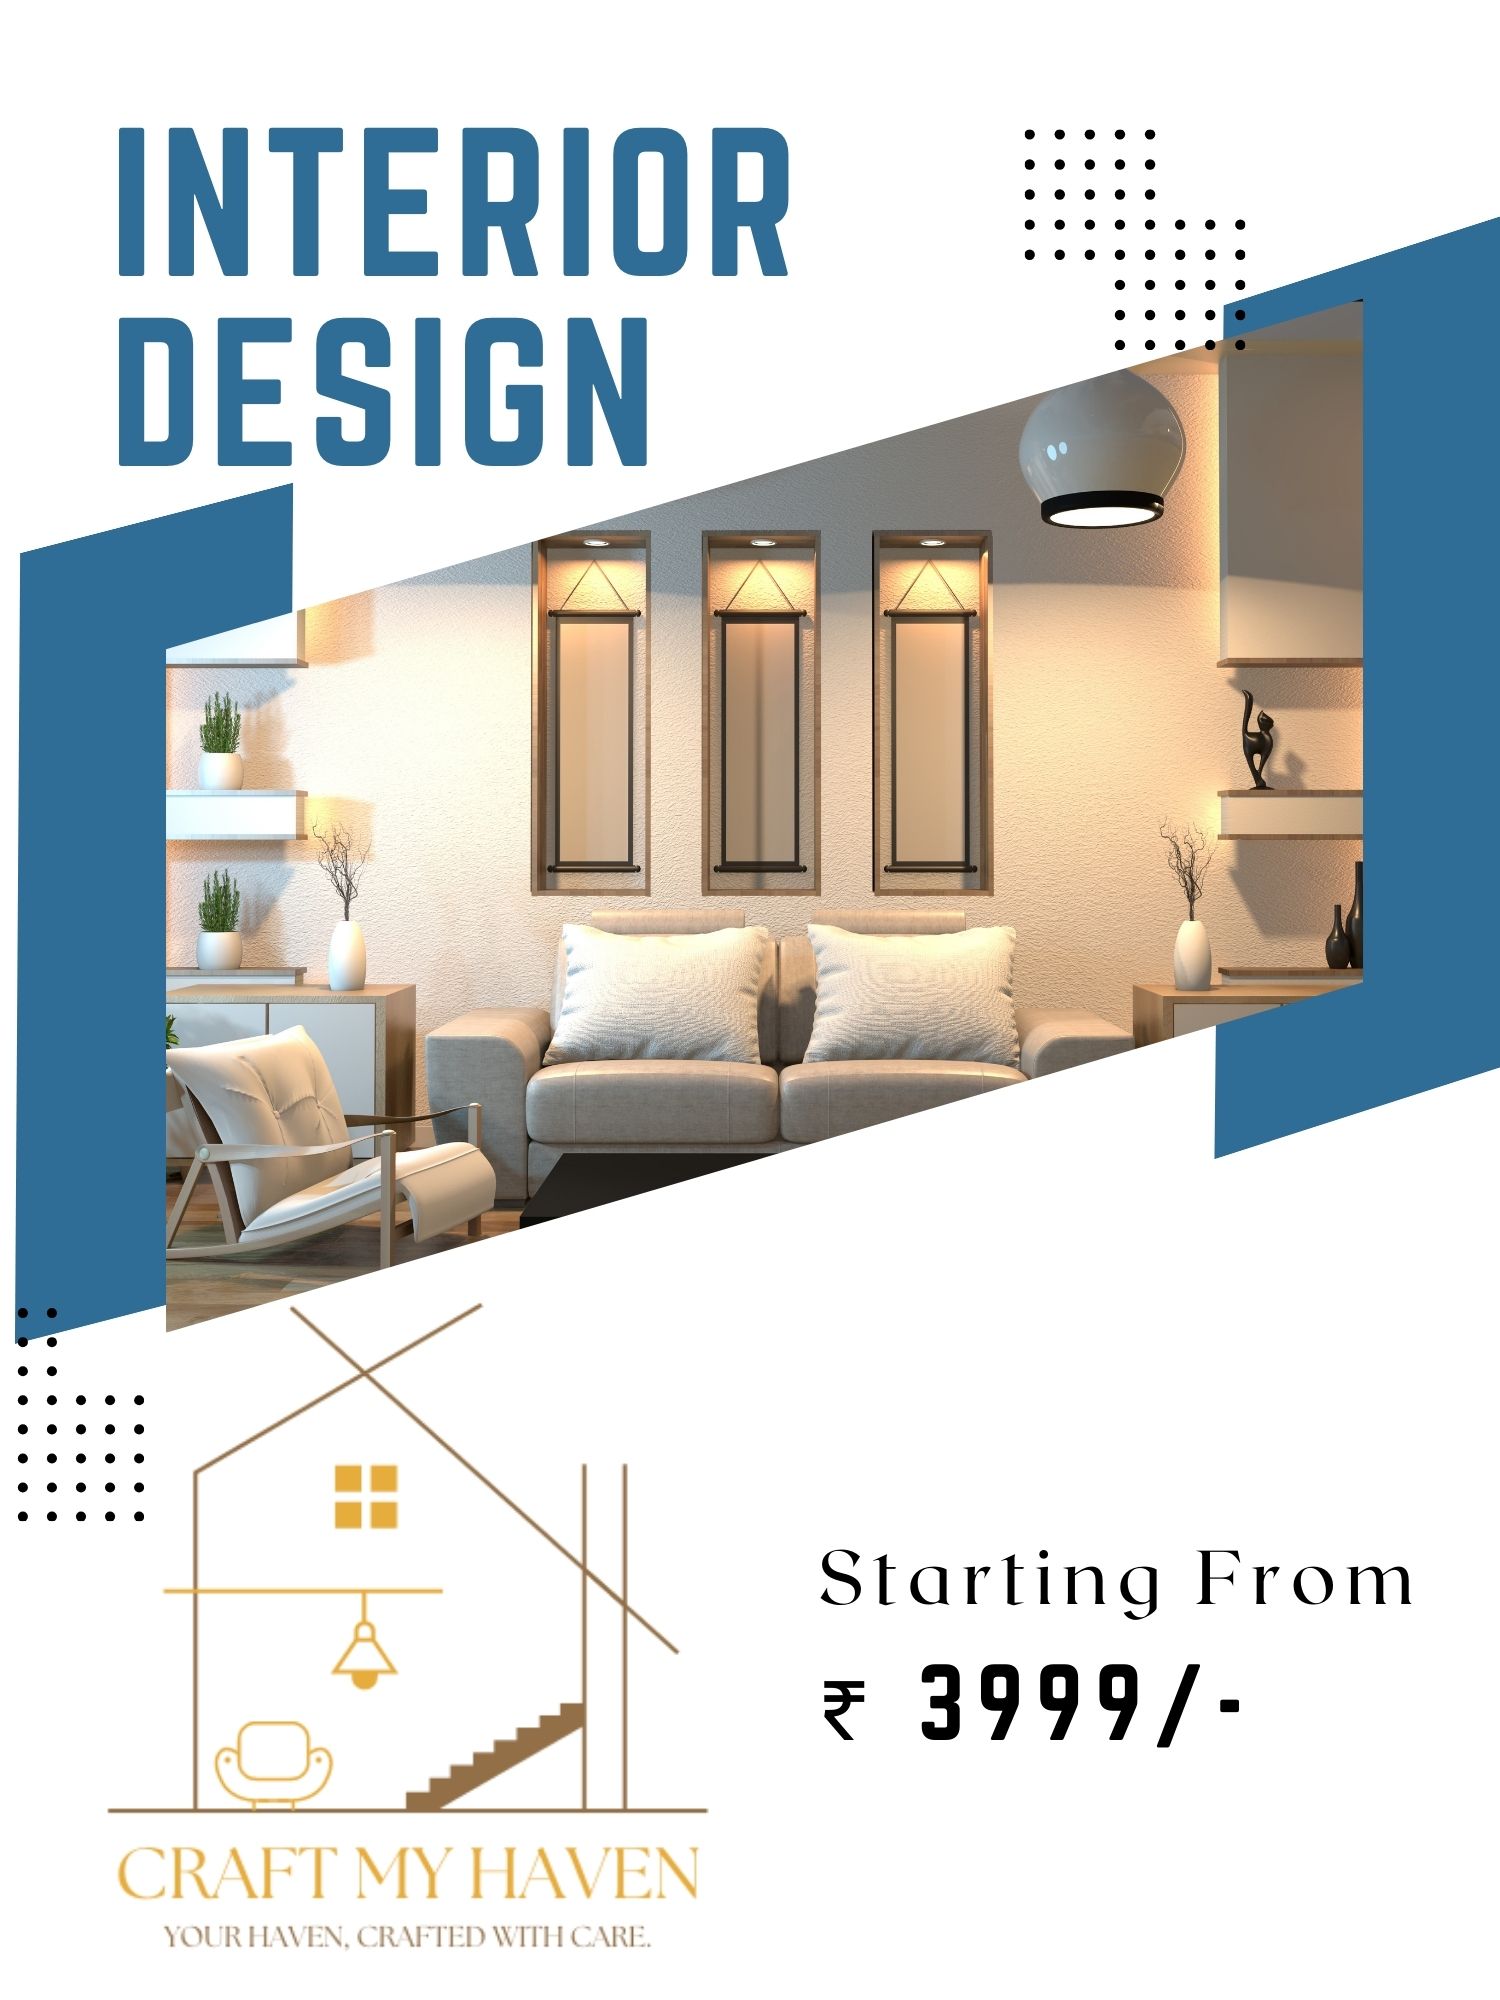 INTERIOR
DESIGN
Starting From
₹ 3999/-
CRAFT MY HAVEN
YOUR HAVEN, CRAFTED WITH CARE.